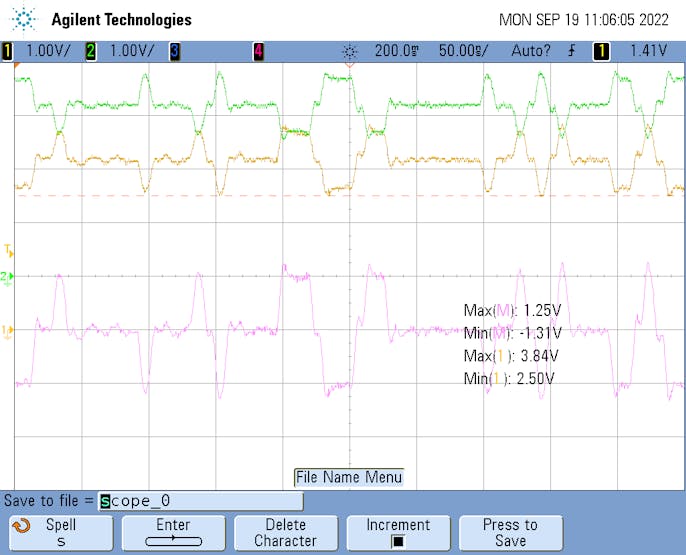 Agilent Technologies MON SEP 19 11:06:05 2022
1 1.00V/ 2 1.00V/ 3 4 200.0㎷ 50.00㎱/ Auto? 1 1.41V
T
2
1
Max(M): 1.25V
Min(M): -1.31V
Max(1): 3.84V
Min(1): 2.50V
File Name Menu
Save to file = scope_0
Spell Enter Delete Increment Press to
s Character Save